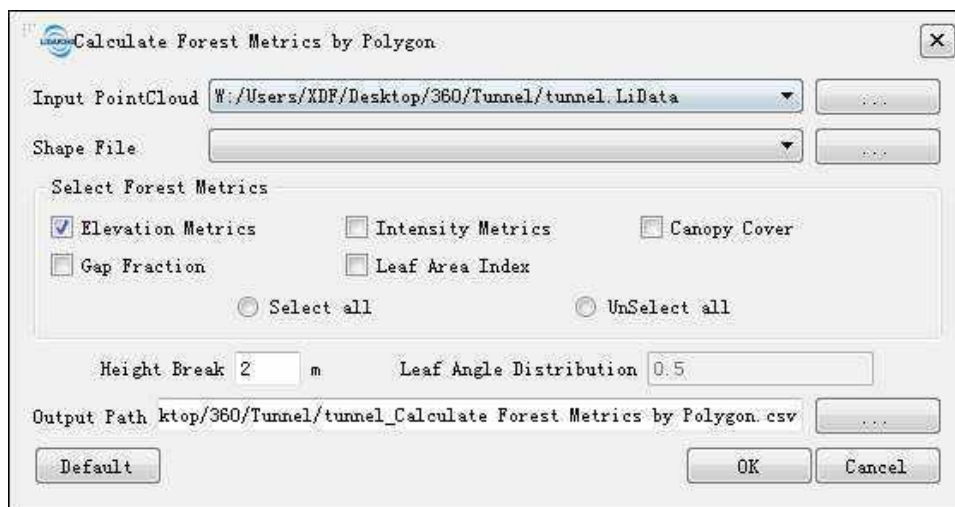 Calculate Forest Metrics by Polygon
Input PointCloud W:/Users/XDF/Desktop/360/Tunnel/tunnel.LiData ...
Shape File ...
Select Forest Metrics
Elevation Metrics Intensity Metrics Canopy Cover
Gap Fraction Leaf Area Index
Select all UnSelect all
Height Break 2 m Leaf Angle Distribution 0.5
Output Path ktop/360/Tunnel/tunnel_Calculate Forest Metrics by Polygon.csv ...
Default OK Cancel